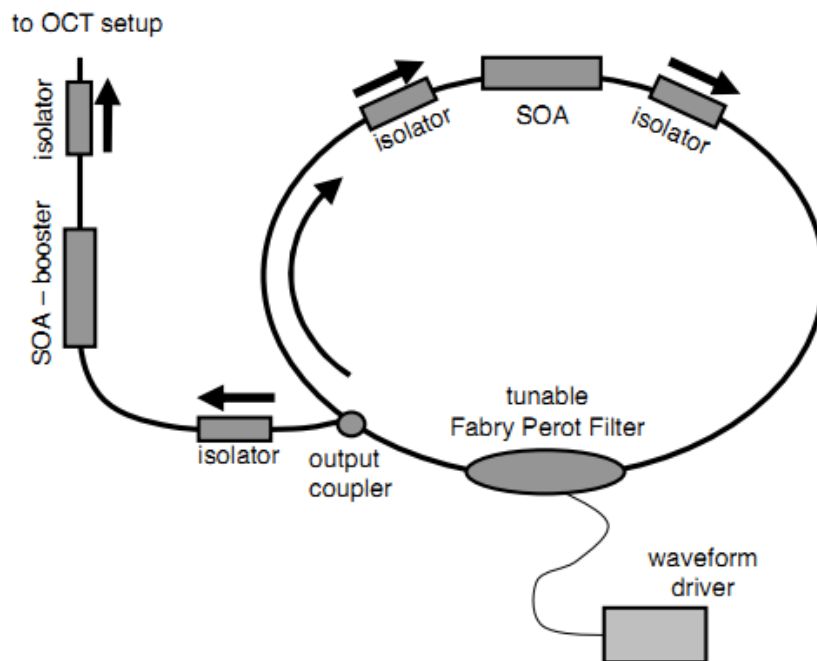 to OCT setup
isolator
SOA
isolator
isolator
SOA – booster
isolator
output
coupler
tunable
Fabry Perot Filter
waveform
driver